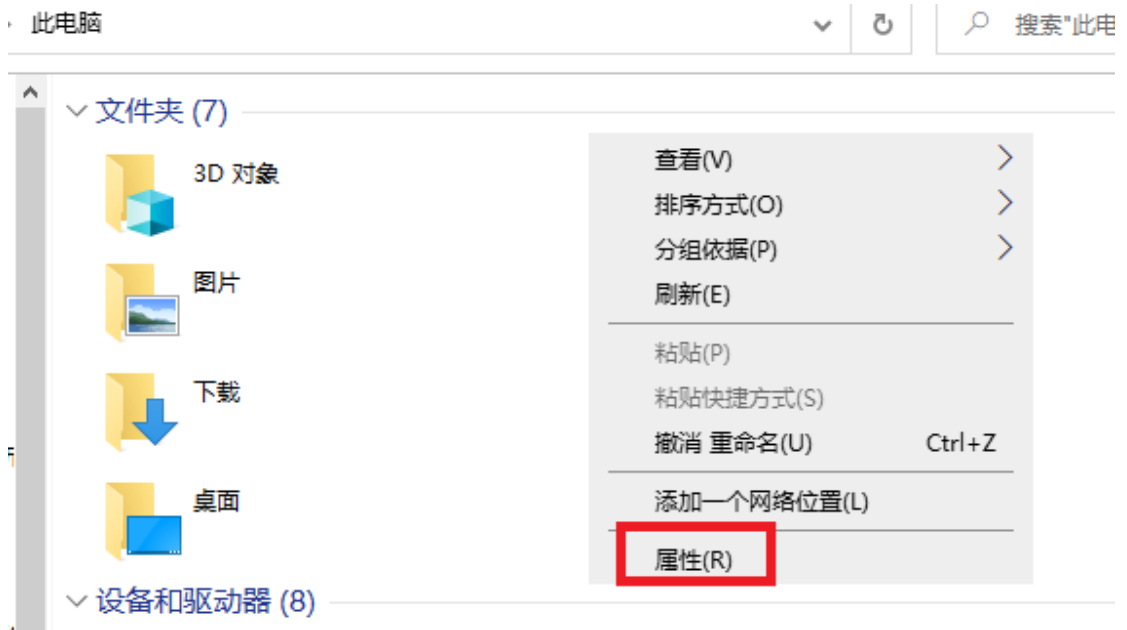 此电脑
搜索"此电
文件夹 (7)
3D 对象
图片
下载
桌面
设备和驱动器 (8)
查看(V)
排序方式(O)
分组依据(P)
刷新(E)
粘贴(P)
粘贴快捷方式(S)
撤消 重命名(U) Ctrl+Z
添加一个网络位置(L)
属性(R)